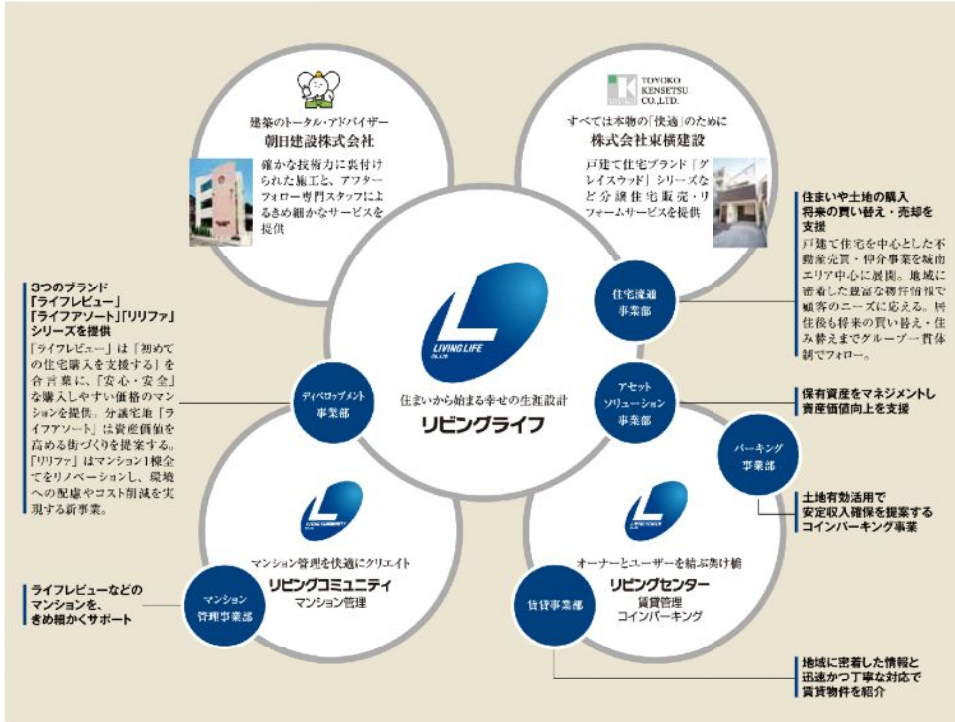 建築のトータル・アドバイザー
朝日建設株式会社
確かな技術力に裏付け
られた施工と、アフター
フォロー専門スタッフによ
るきめ細かなサービスを
提供
TOYOKO
KENSETSU
CO.,LTD.
すべては本物の「快適」のために
株式会社東横建設
戸建て住宅ブランド「グ
レイスウッド」シリーズな
ど分譲住宅販売・リ
フォームサービスを提供
住まいや土地の購入
将来の買い替え・売却を
支援
戸建て住宅を中心とした不
動産売買・仲介事業を城南
エリア中心に展開。地域に
密着した豊富な物件情報で
顧客のニーズに応える。居
住後も将来の買い替え・住
み替えまでグループ一貫体
制でフォロー。
住宅流通
事業部
3つのブランド
「ライフレビュー」
「ライフアソート」「リリファ」
シリーズを提供
「ライフレビュー」は「初めて
の住宅購入を支援する」を
合言葉に、「安心・安全」
な購入しやすい価格のマン
ションを提供。分譲宅地「ラ
イフアソート」は資産価値を
高める街づくりを提案する。
「リリファ」はマンション1棟全
てをリノベーションし、環境
への配慮やコスト削減を実
現する新事業。
ディベロップメント
事業部
LIVING LIFE
CO.,LTD
住まいから始まる幸せの生涯設計
リビングライフ
アセット
ソリューション
事業部
保有資産をマネジメントし
資産価値向上を支援
パーキング
事業部
土地有効活用で
安定収入確保を提案する
コインパーキング事業
LIVING COMMUNITY
マンション管理を快適にクリエイト
リビングコミュニティ
マンション管理
マンション
管理事業部
ライフレビューなどの
マンションを、
きめ細かくサポート
LIVING CENTER
オーナーとユーザーを結ぶ架け橋
リビングセンター
賃貸管理
コインパーキング
賃貸事業部
地域に密着した情報と
迅速かつ丁寧な対応で
賃貸物件を紹介